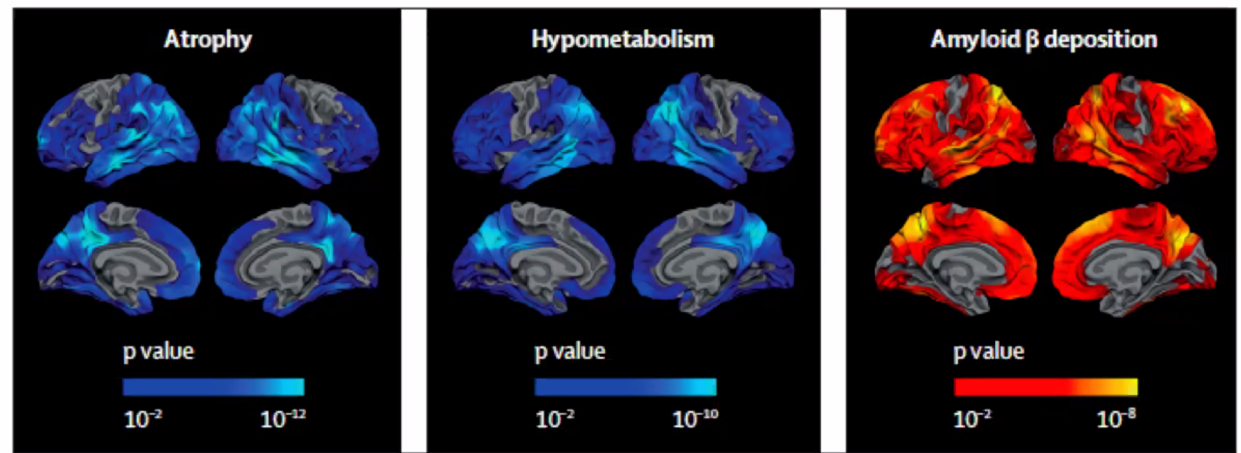 Atrophy
Hypometabolism
Amyloid β deposition
p value
10⁻² 10⁻¹²
p value
10⁻² 10⁻¹⁰
p value
10⁻² 10⁻⁸